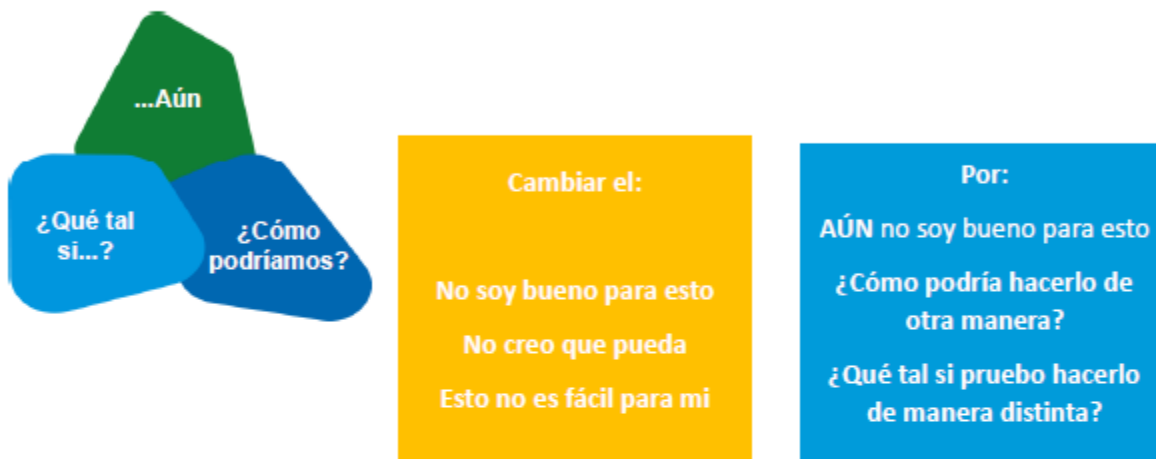 ...Aún
¿Qué tal
si...?
¿Cómo
podríamos?
Cambiar el:
No soy bueno para esto
No creo que pueda
Esto no es fácil para mi
Por:
AÚN no soy bueno para esto
¿Cómo podría hacerlo de
otra manera?
¿Qué tal si pruebo hacerlo
de manera distinta?